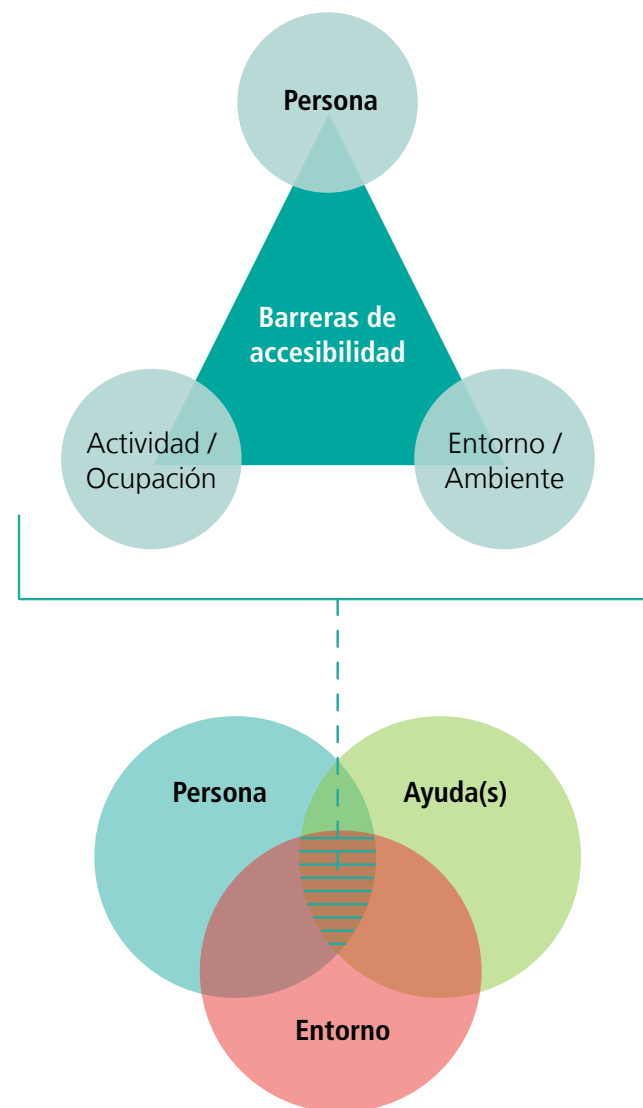 Persona
Barreras de
accesibilidad
Actividad /
Ocupación
Entorno /
Ambiente
Persona
Ayuda(s)
Entorno